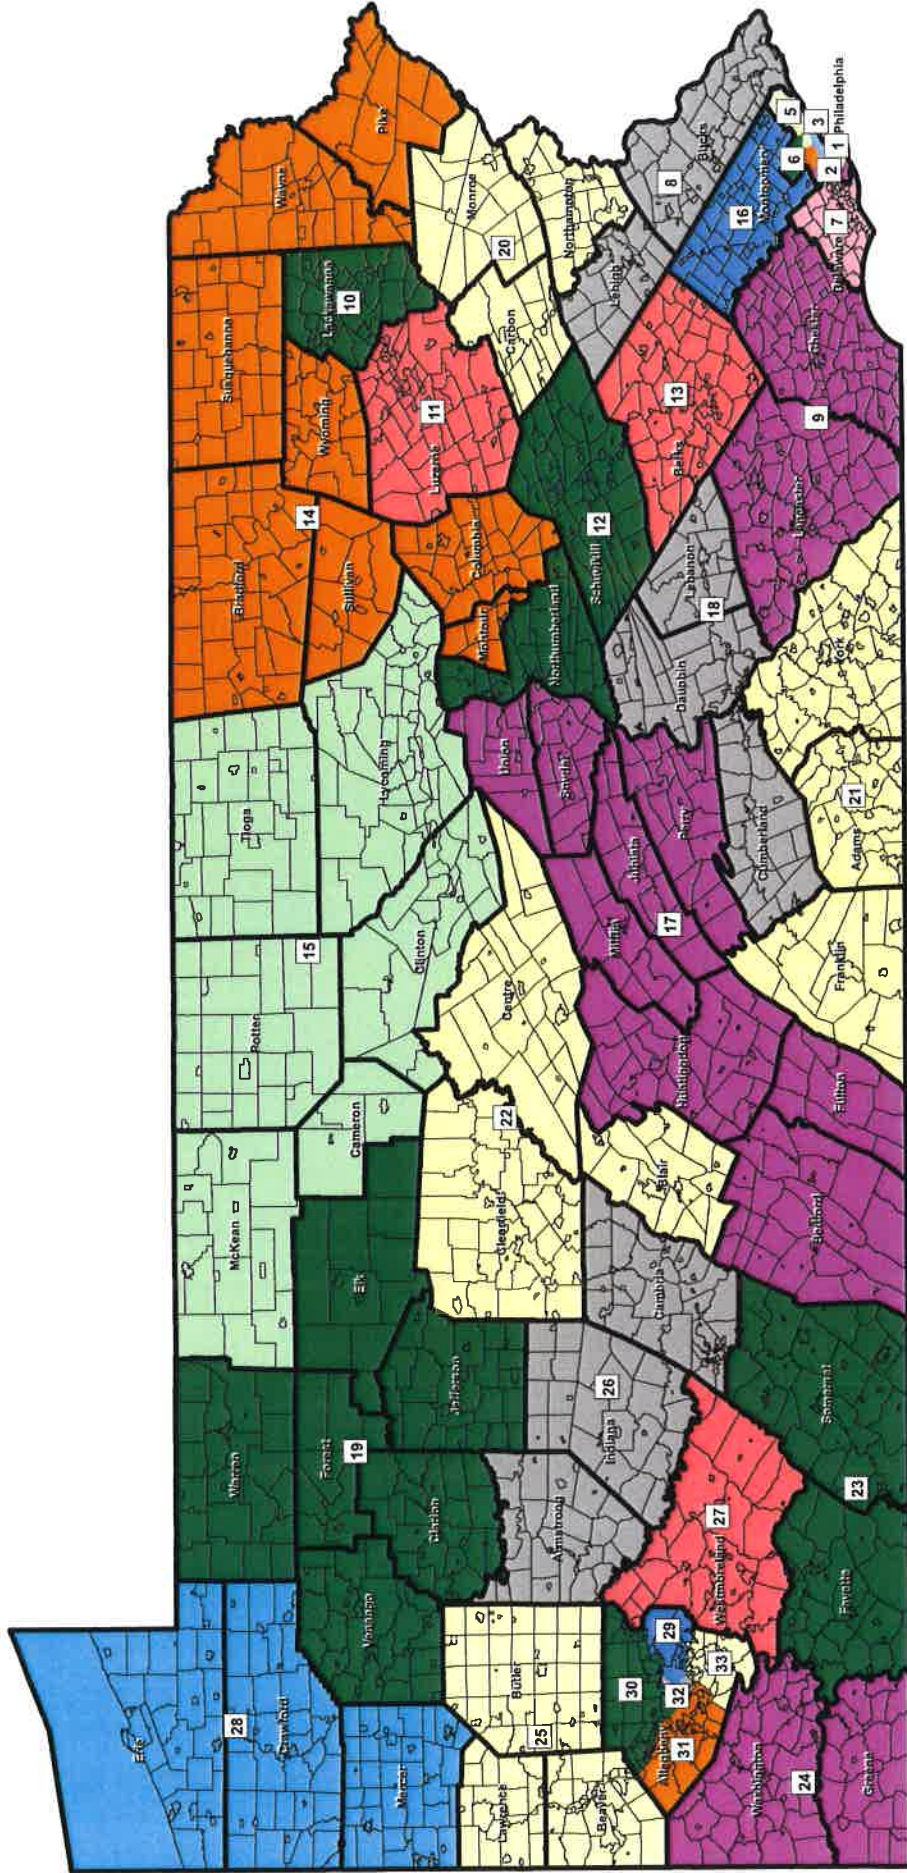 Erie
28
Crawford
Mercer
Lawrence
25
Butler
Beaver
Warren
Forest
19
Venango
Clarion
Jefferson
Elk
McKean
Potter
15
Tioga
Cameron
Clinton
Lycoming
Bradford
14
Sullivan
Susquehanna
Wayne
Wyoming
Lackawanna
10
Pike
Luzerne
11
Columbia
Montour
Northumberland
Monroe
20
Carbon
Northampton
Clearfield
22
Centre
Union
Snyder
Schuylkill
12
Lehigh
Armstrong
Indiana
26
Cambria
Blair
Huntingdon
Mifflin
Juniata
17
Perry
Dauphin
18
Lebanon
Berks
13
8
Bucks
16
Montgomery
Allegheny
30
29
32
31
33
Westmoreland
27
Washington
24
Greene
Fayette
23
Somerset
Bedford
Fulton
Franklin
Cumberland
Adams
21
York
Lancaster
9
Chester
Delaware
7
6
5
3
1
2
Philadelphia